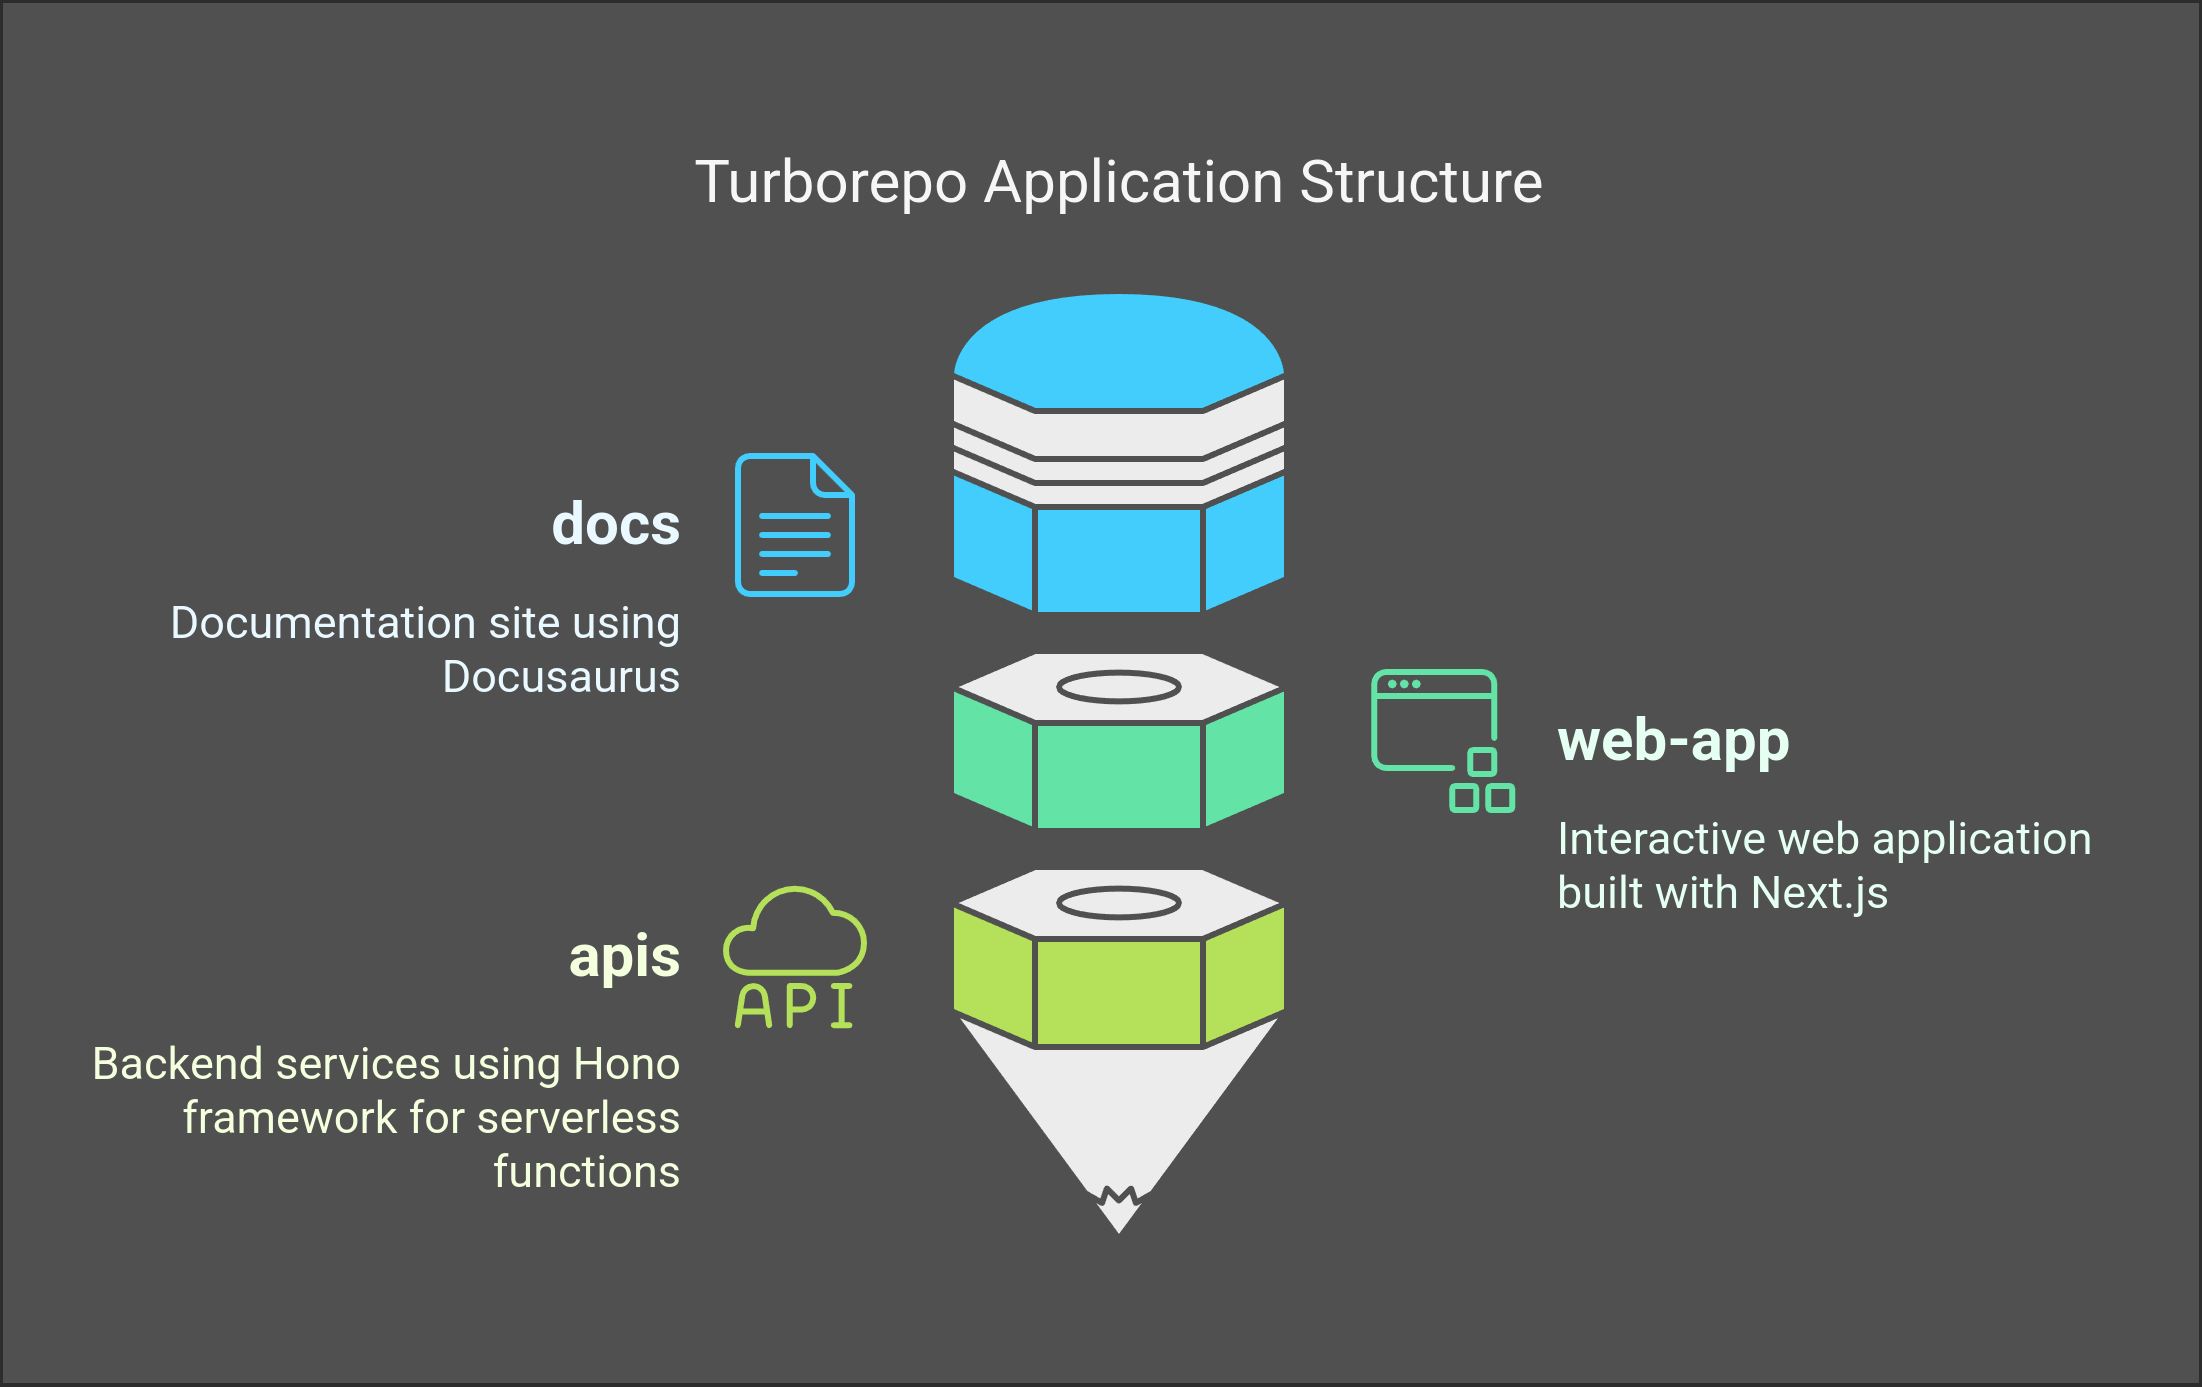 Turborepo Application Structure
docs
Documentation site using
Docusaurus
web-app
Interactive web application
built with Next.js
apis
API
Backend services using Hono
framework for serverless
functions